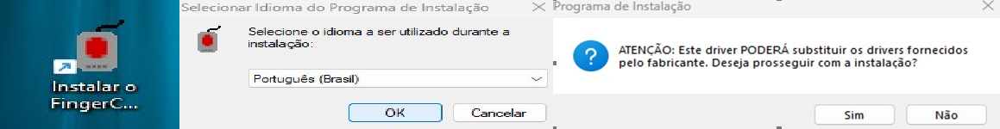 Instalar o
FingerC...
Selecionar Idioma do Programa de Instalação
Selecione o idioma a ser utilizado durante a
instalação:
Português (Brasil)
OK
Cancelar
Programa de Instalação
ATENÇÃO: Este driver PODERÁ substituir os drivers fornecidos
pelo fabricante. Deseja prosseguir com a instalação?
Sim
Não